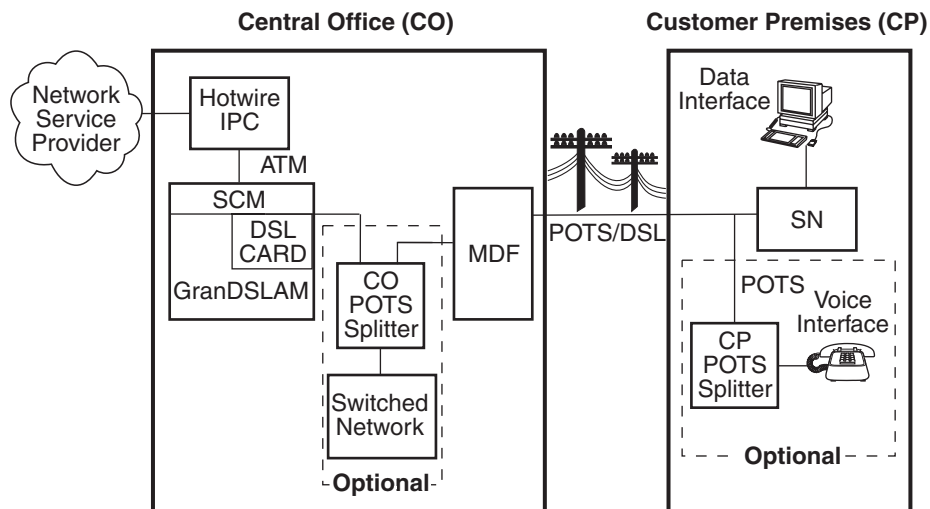 Central Office (CO)
Customer Premises (CP)
Network
Service
Provider
Hotwire
IPC
ATM
SCM
DSL
CARD
GranDSLAM
CO
POTS
Splitter
Switched
Network
Optional
MDF
POTS/DSL
Data
Interface
SN
POTS
Voice
Interface
CP
POTS
Splitter
Optional